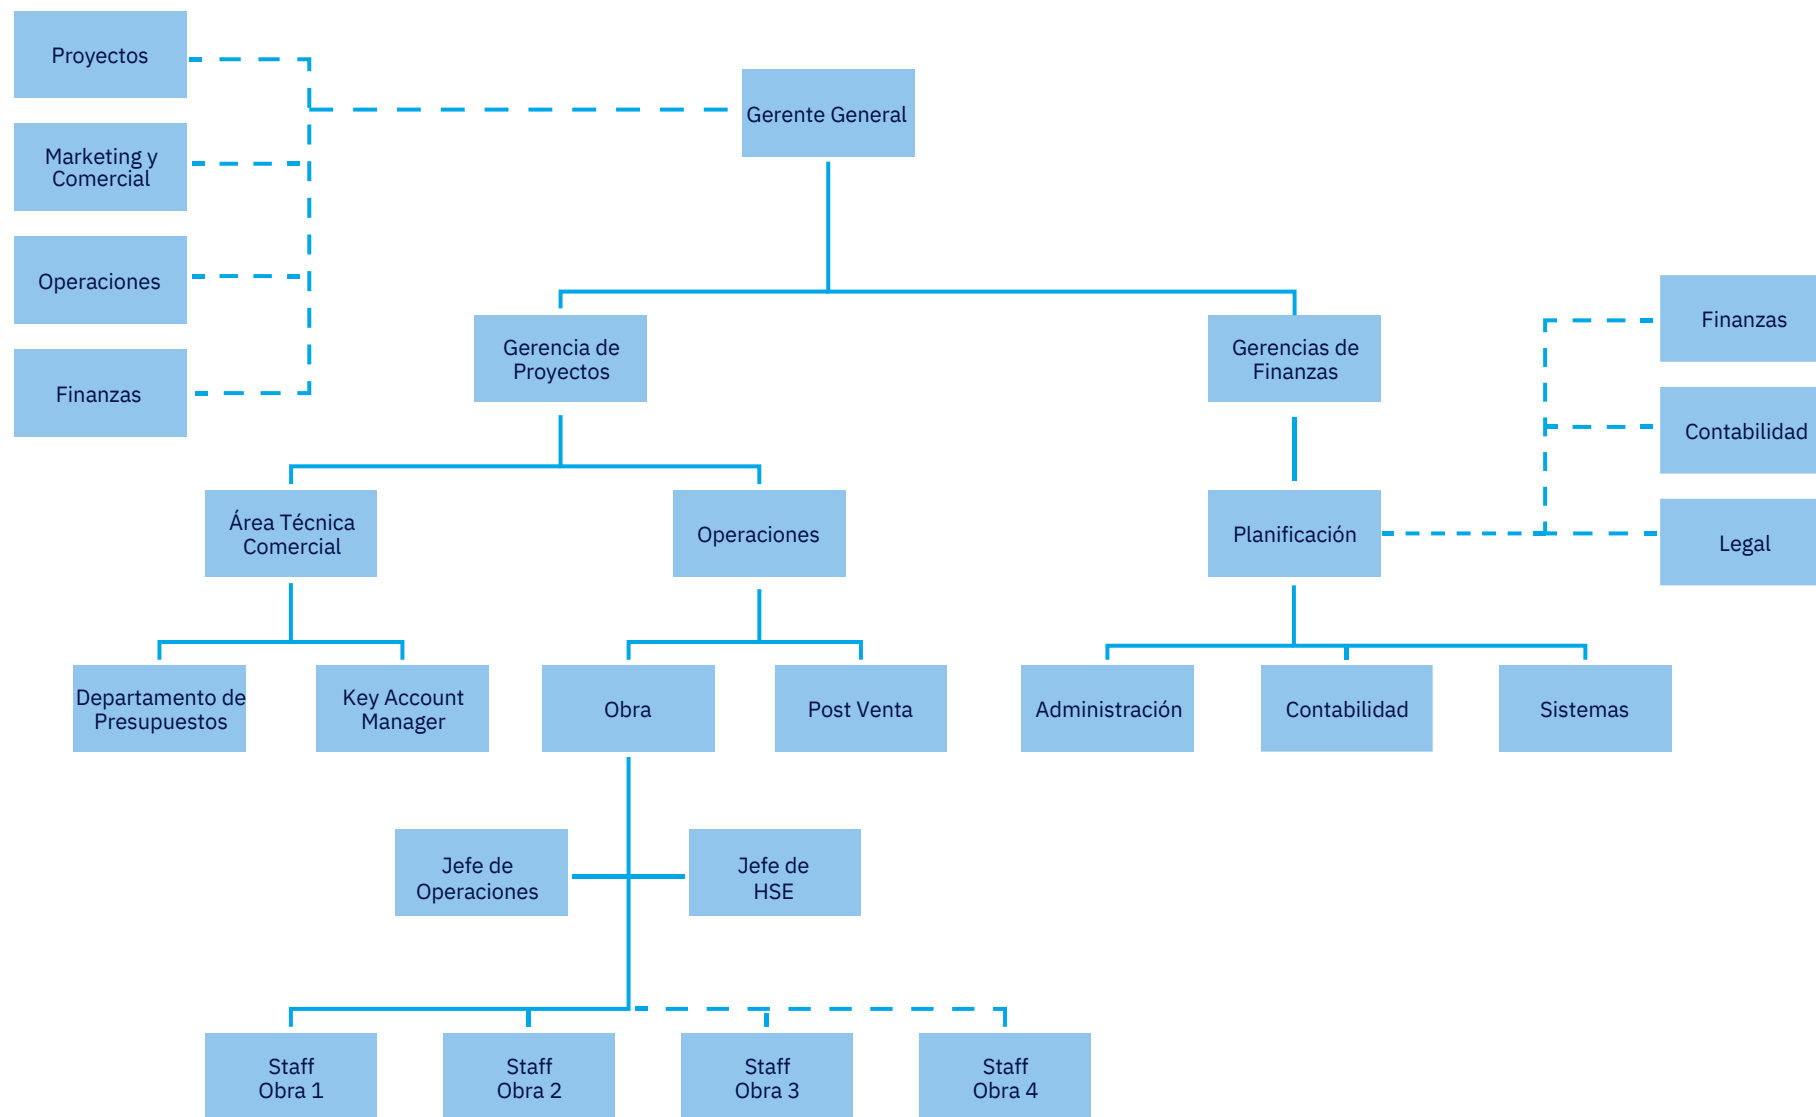 Proyectos
Gerente General
Marketing y
Comercial
Operaciones
Finanzas
Gerencia de
Proyectos
Gerencias de
Finanzas
Finanzas
Contabilidad
Legal
Área Técnica
Comercial
Operaciones
Planificación
Departamento de
Presupuestos
Key Account
Manager
Obra
Post Venta
Administración
Contabilidad
Sistemas
Jefe de
Operaciones
Jefe de
HSE
Staff
Obra 1
Staff
Obra 2
Staff
Obra 3
Staff
Obra 4